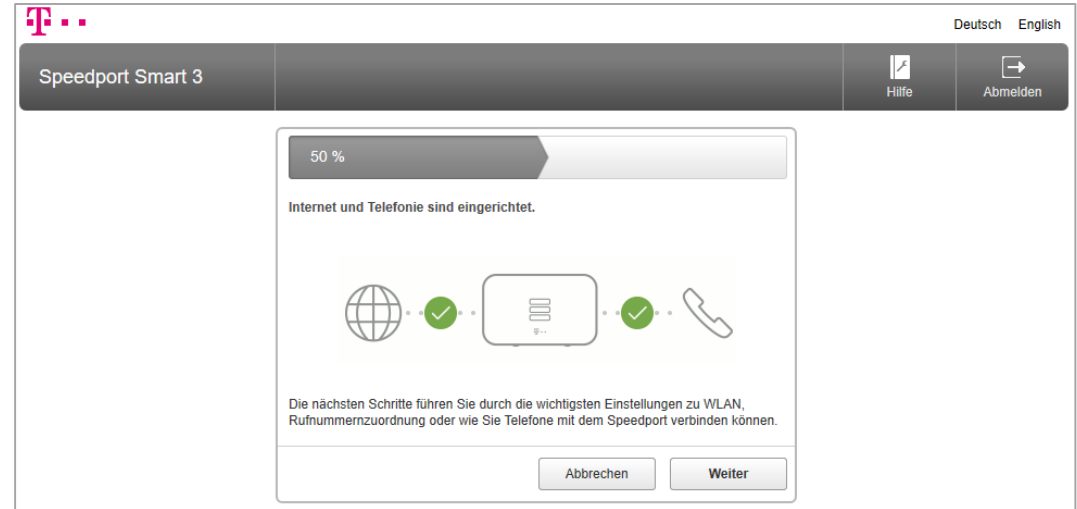 T
Deutsch English
Speedport Smart 3
Hilfe
Abmelden
50 %
Internet und Telefonie sind eingerichtet.
Die nächsten Schritte führen Sie durch die wichtigsten Einstellungen zu WLAN,
Rufnummernzuordnung oder wie Sie Telefone mit dem Speedport verbinden können.
Abbrechen
Weiter